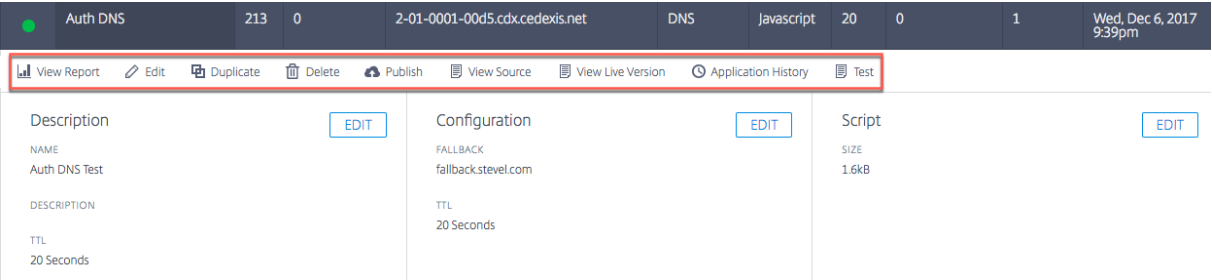 Auth DNS 213 0 2-01-0001-00d5.cdx.cedexis.net DNS Javascript 20 0 1 Wed, Dec 6, 2017
9:39pm
View Report Edit Duplicate Delete Publish View Source View Live Version Application History Test
Description EDIT Configuration EDIT Script EDIT
NAME FALLBACK SIZE
Auth DNS Test fallback.stevel.com 1.6kB
DESCRIPTION TTL
20 Seconds
TTL
20 Seconds